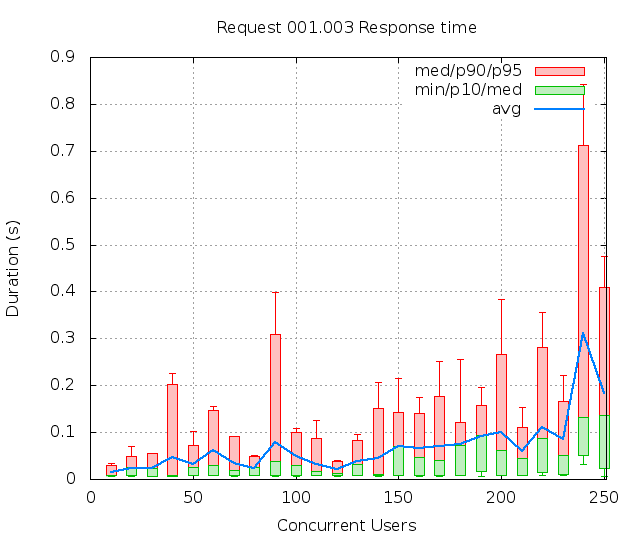 Request 001.003 Response time
med/p90/p95
min/p10/med
avg
Duration (s)
0.9
0.8
0.7
0.6
0.5
0.4
0.3
0.2
0.1
0
0 50 100 150 200 250
Concurrent Users